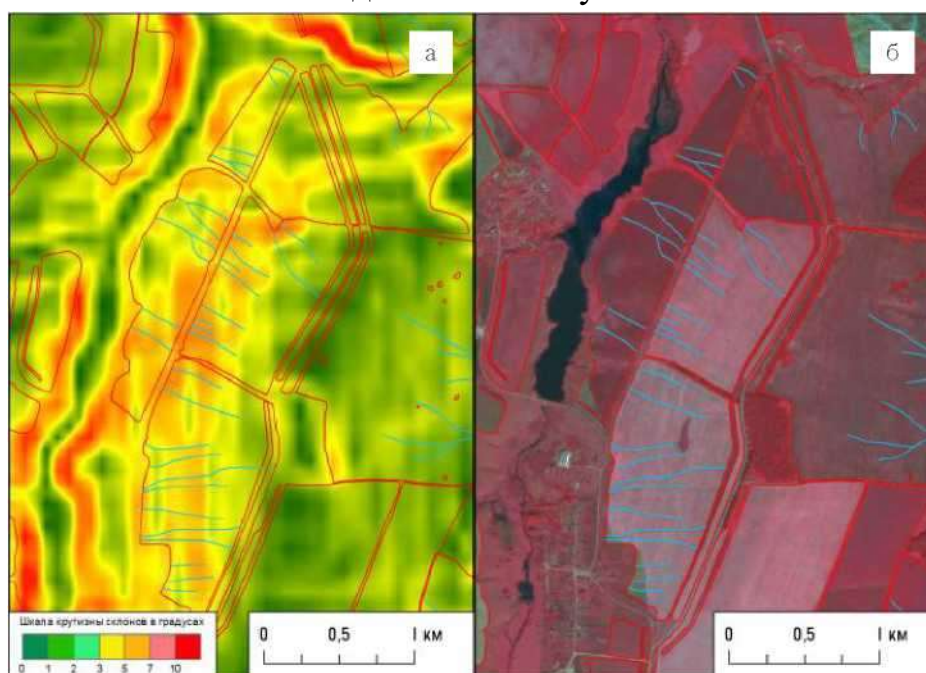 а
б
Шкала крутизны склонов в градусах
0 1 2 3 5 7 10
0 0,5 1 км
0 0,5 1 км